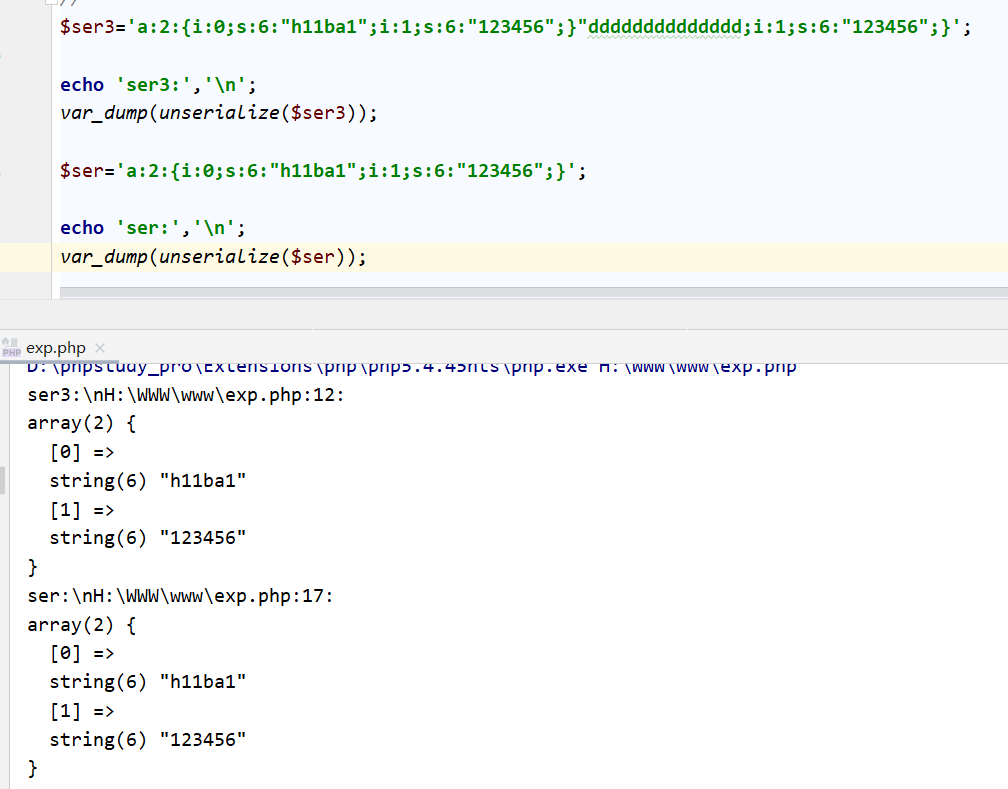 //
$ser3='a:2:{i:0;s:6:"h11ba1";i:1;s:6:"123456";}"dddddddddddddd;i:1;s:6:"123456";}';
echo 'ser3:','\n';
var_dump(unserialize($ser3));
$ser='a:2:{i:0;s:6:"h11ba1";i:1;s:6:"123456";}';
echo 'ser:','\n';
var_dump(unserialize($ser));
PHP exp.php ×
D:\phpstudy_pro\Extensions\php\php5.4.45nts\php.exe H:\WWW\www\exp.php
ser3:\nH:\WWW\www\exp.php:12:
array(2) {
  [0] =>
  string(6) "h11ba1"
  [1] =>
  string(6) "123456"
}
ser:\nH:\WWW\www\exp.php:17:
array(2) {
  [0] =>
  string(6) "h11ba1"
  [1] =>
  string(6) "123456"
}